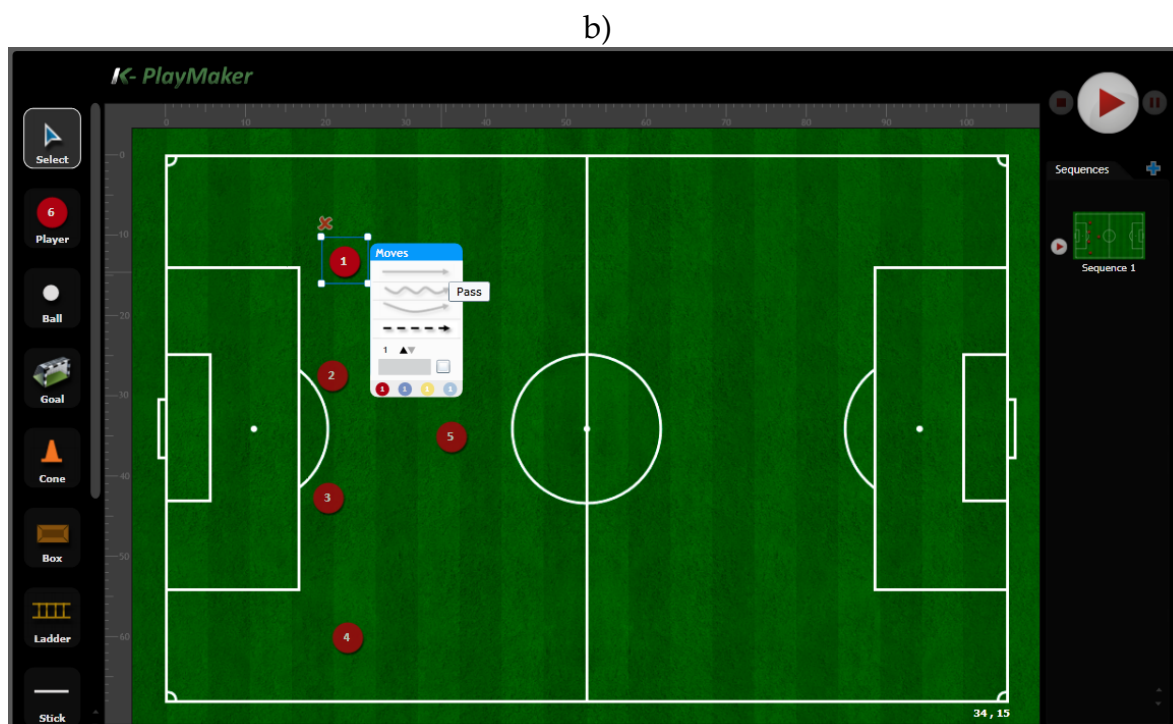 b)
K- PlayMaker
0 10 20 30 40 50 60 70 80 90 100
Select
6
Player
Ball
Goal
Cone
Box
Ladder
Stick
0
10
20
30
40
50
60
1
Moves
Pass
1
1 1 1 1
2
5
3
4
34 , 15
Sequences
Sequence 1